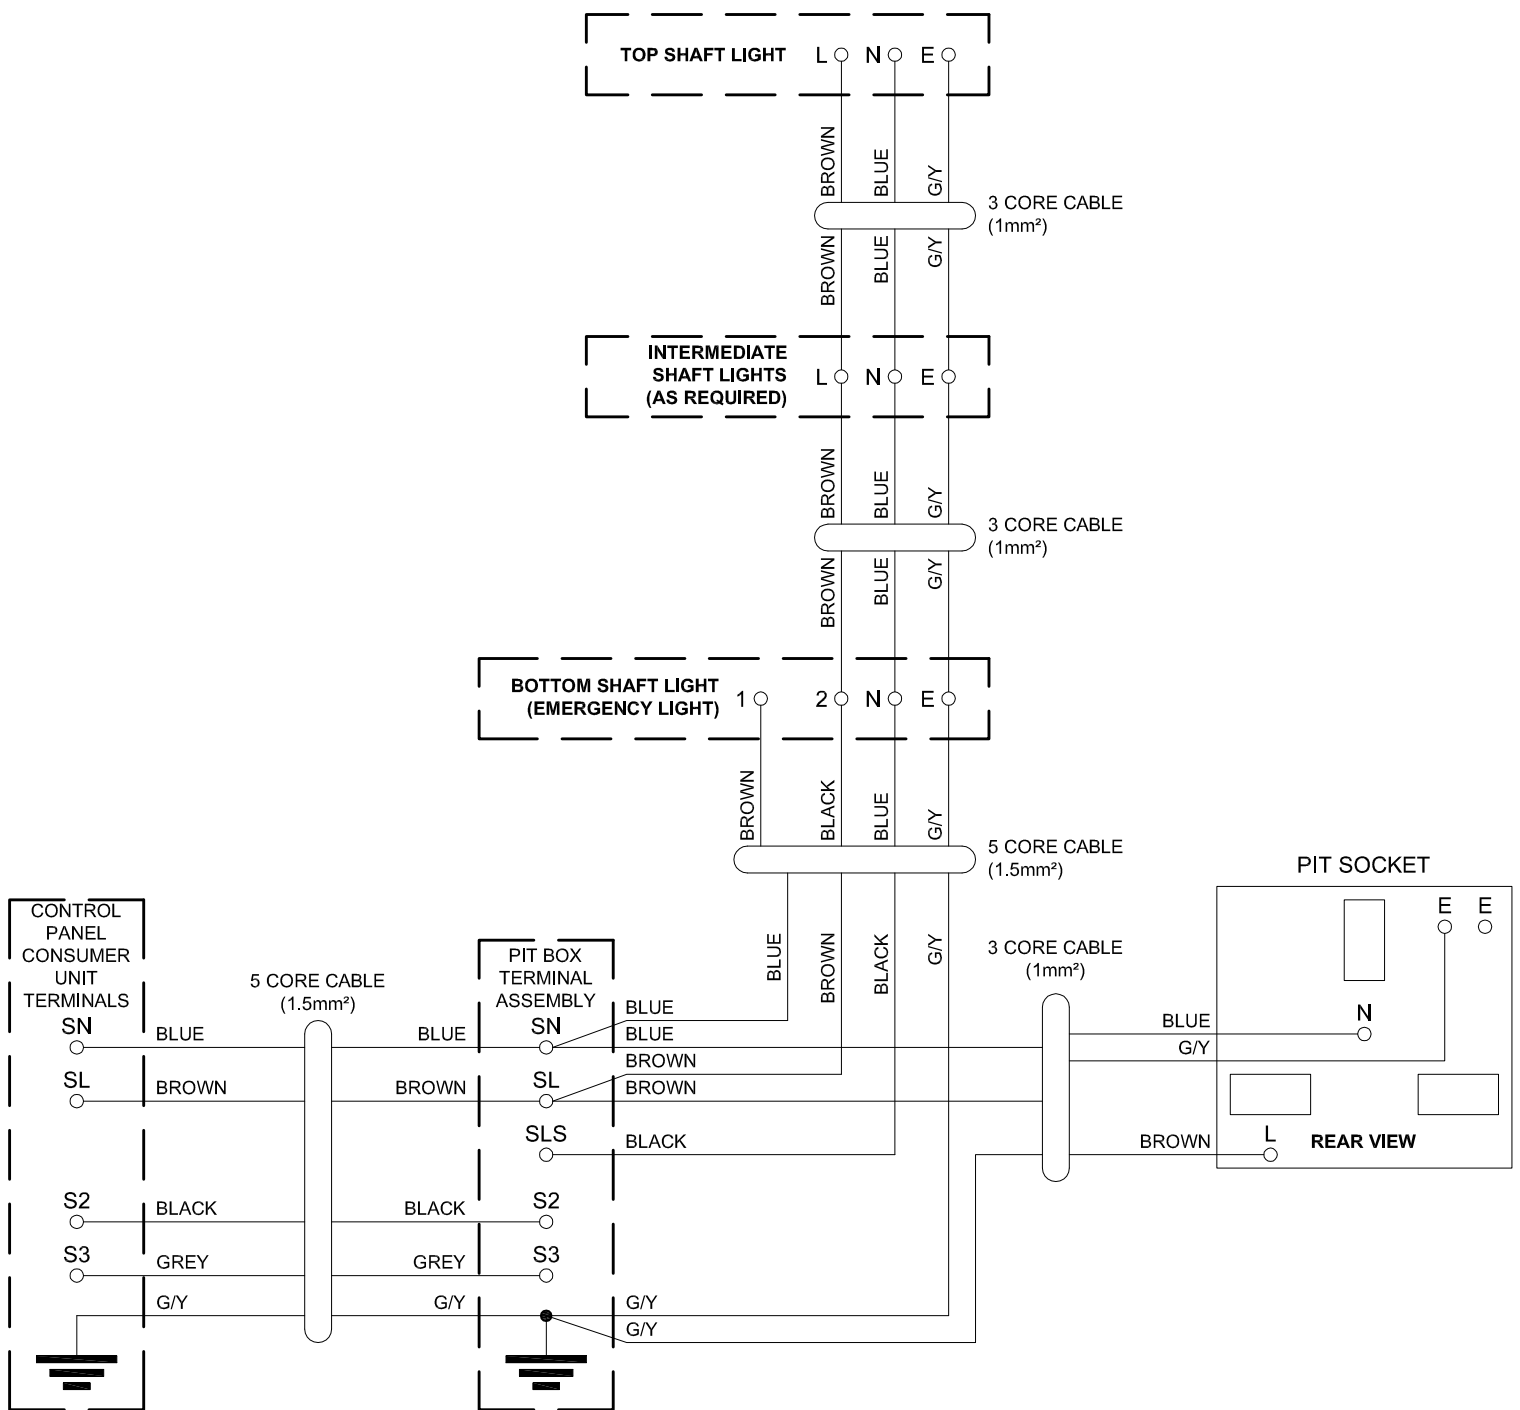 TOP SHAFT LIGHT L N E
BROWN BLUE G/Y
3 CORE CABLE
(1mm²)
BROWN BLUE G/Y
INTERMEDIATE
SHAFT LIGHTS
(AS REQUIRED)
L N E
BROWN BLUE G/Y
3 CORE CABLE
(1mm²)
BROWN BLUE G/Y
BOTTOM SHAFT LIGHT
(EMERGENCY LIGHT)
1 2 N E
BROWN BLACK BLUE G/Y
5 CORE CABLE
(1.5mm²)
BLUE BROWN BLACK G/Y
PIT SOCKET
E E
N
L
REAR VIEW
3 CORE CABLE
(1mm²)
BLUE
G/Y
BROWN
CONTROL
PANEL
CONSUMER
UNIT
TERMINALS
SN
SL
S2
S3
5 CORE CABLE
(1.5mm²)
BLUE BLUE
BROWN BROWN
BLACK BLACK
GREY GREY
G/Y G/Y
PIT BOX
TERMINAL
ASSEMBLY
SN
SL
SLS
S2
S3
BLUE
BLUE
BROWN
BROWN
BLACK
G/Y
G/Y